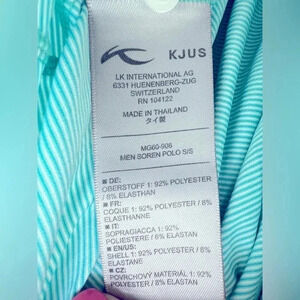 KJUS
LK INTERNATIONAL AG
6331 HUENENBERG-ZUG
SWITZERLAND
RN 104122
MADE IN THAILAND
タイ製
MG60-906
MEN SOREN POLO S/S
■ DE:
OBERSTOFF 1: 92% POLYESTER
/ 8% ELASTHAN
■ FR:
COQUE 1: 92% POLYESTER / 8%
ELASTHANNE
■ IT:
SOPRAGIACCA 1: 92%
POLIESTERE / 8% ELASTAN
■ EN/US:
SHELL 1: 92% POLYESTER / 8%
ELASTANE
■ CZ:
POVRCHOVÝ MATERIÁL 1: 92%
POLYESTER / 8% ELASTAN